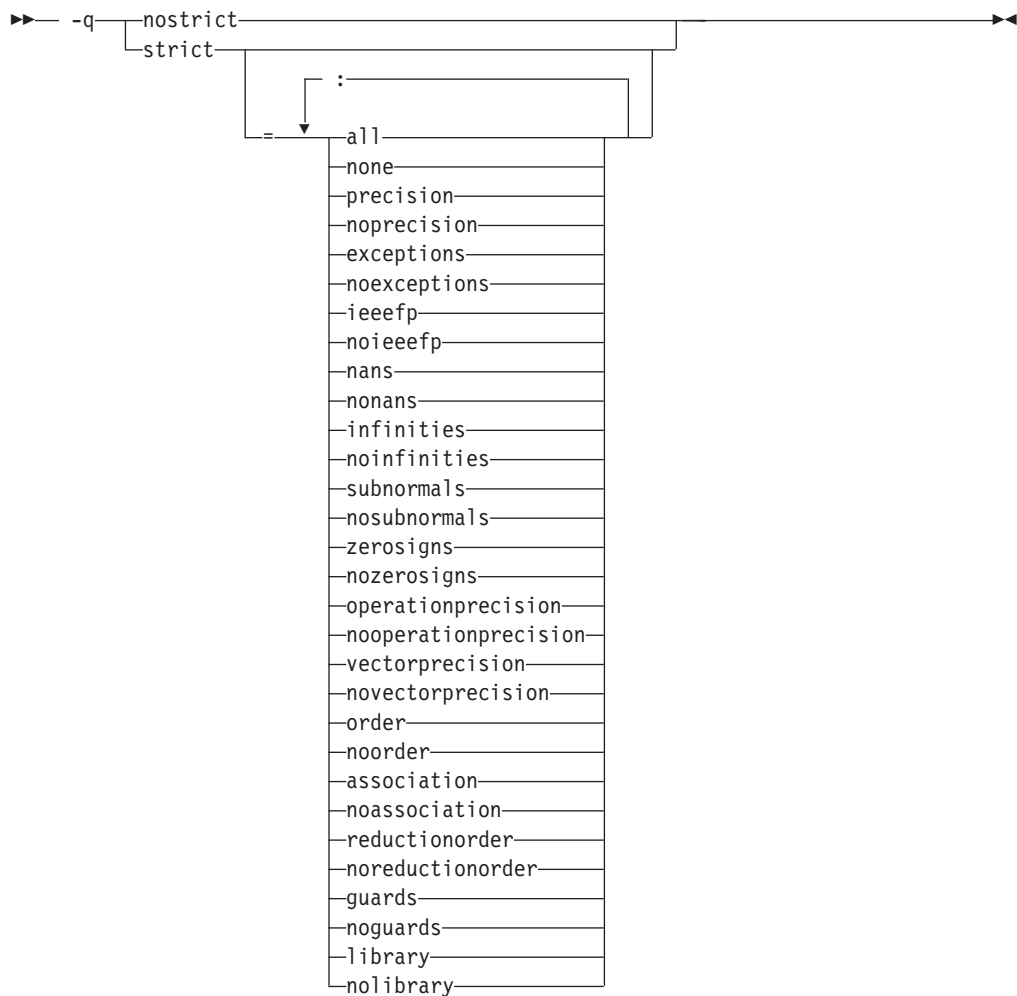 -q nostrict
strict
:
= all
none
precision
noprecision
exceptions
noexceptions
ieeefp
noieeefp
nans
nonans
infinities
noinfinities
subnormals
nosubnormals
zerosigns
nozerosigns
operationprecision
nooperationprecision
vectorprecision
novectorprecision
order
noorder
association
noassociation
reductionorder
noreductionorder
guards
noguards
library
nolibrary